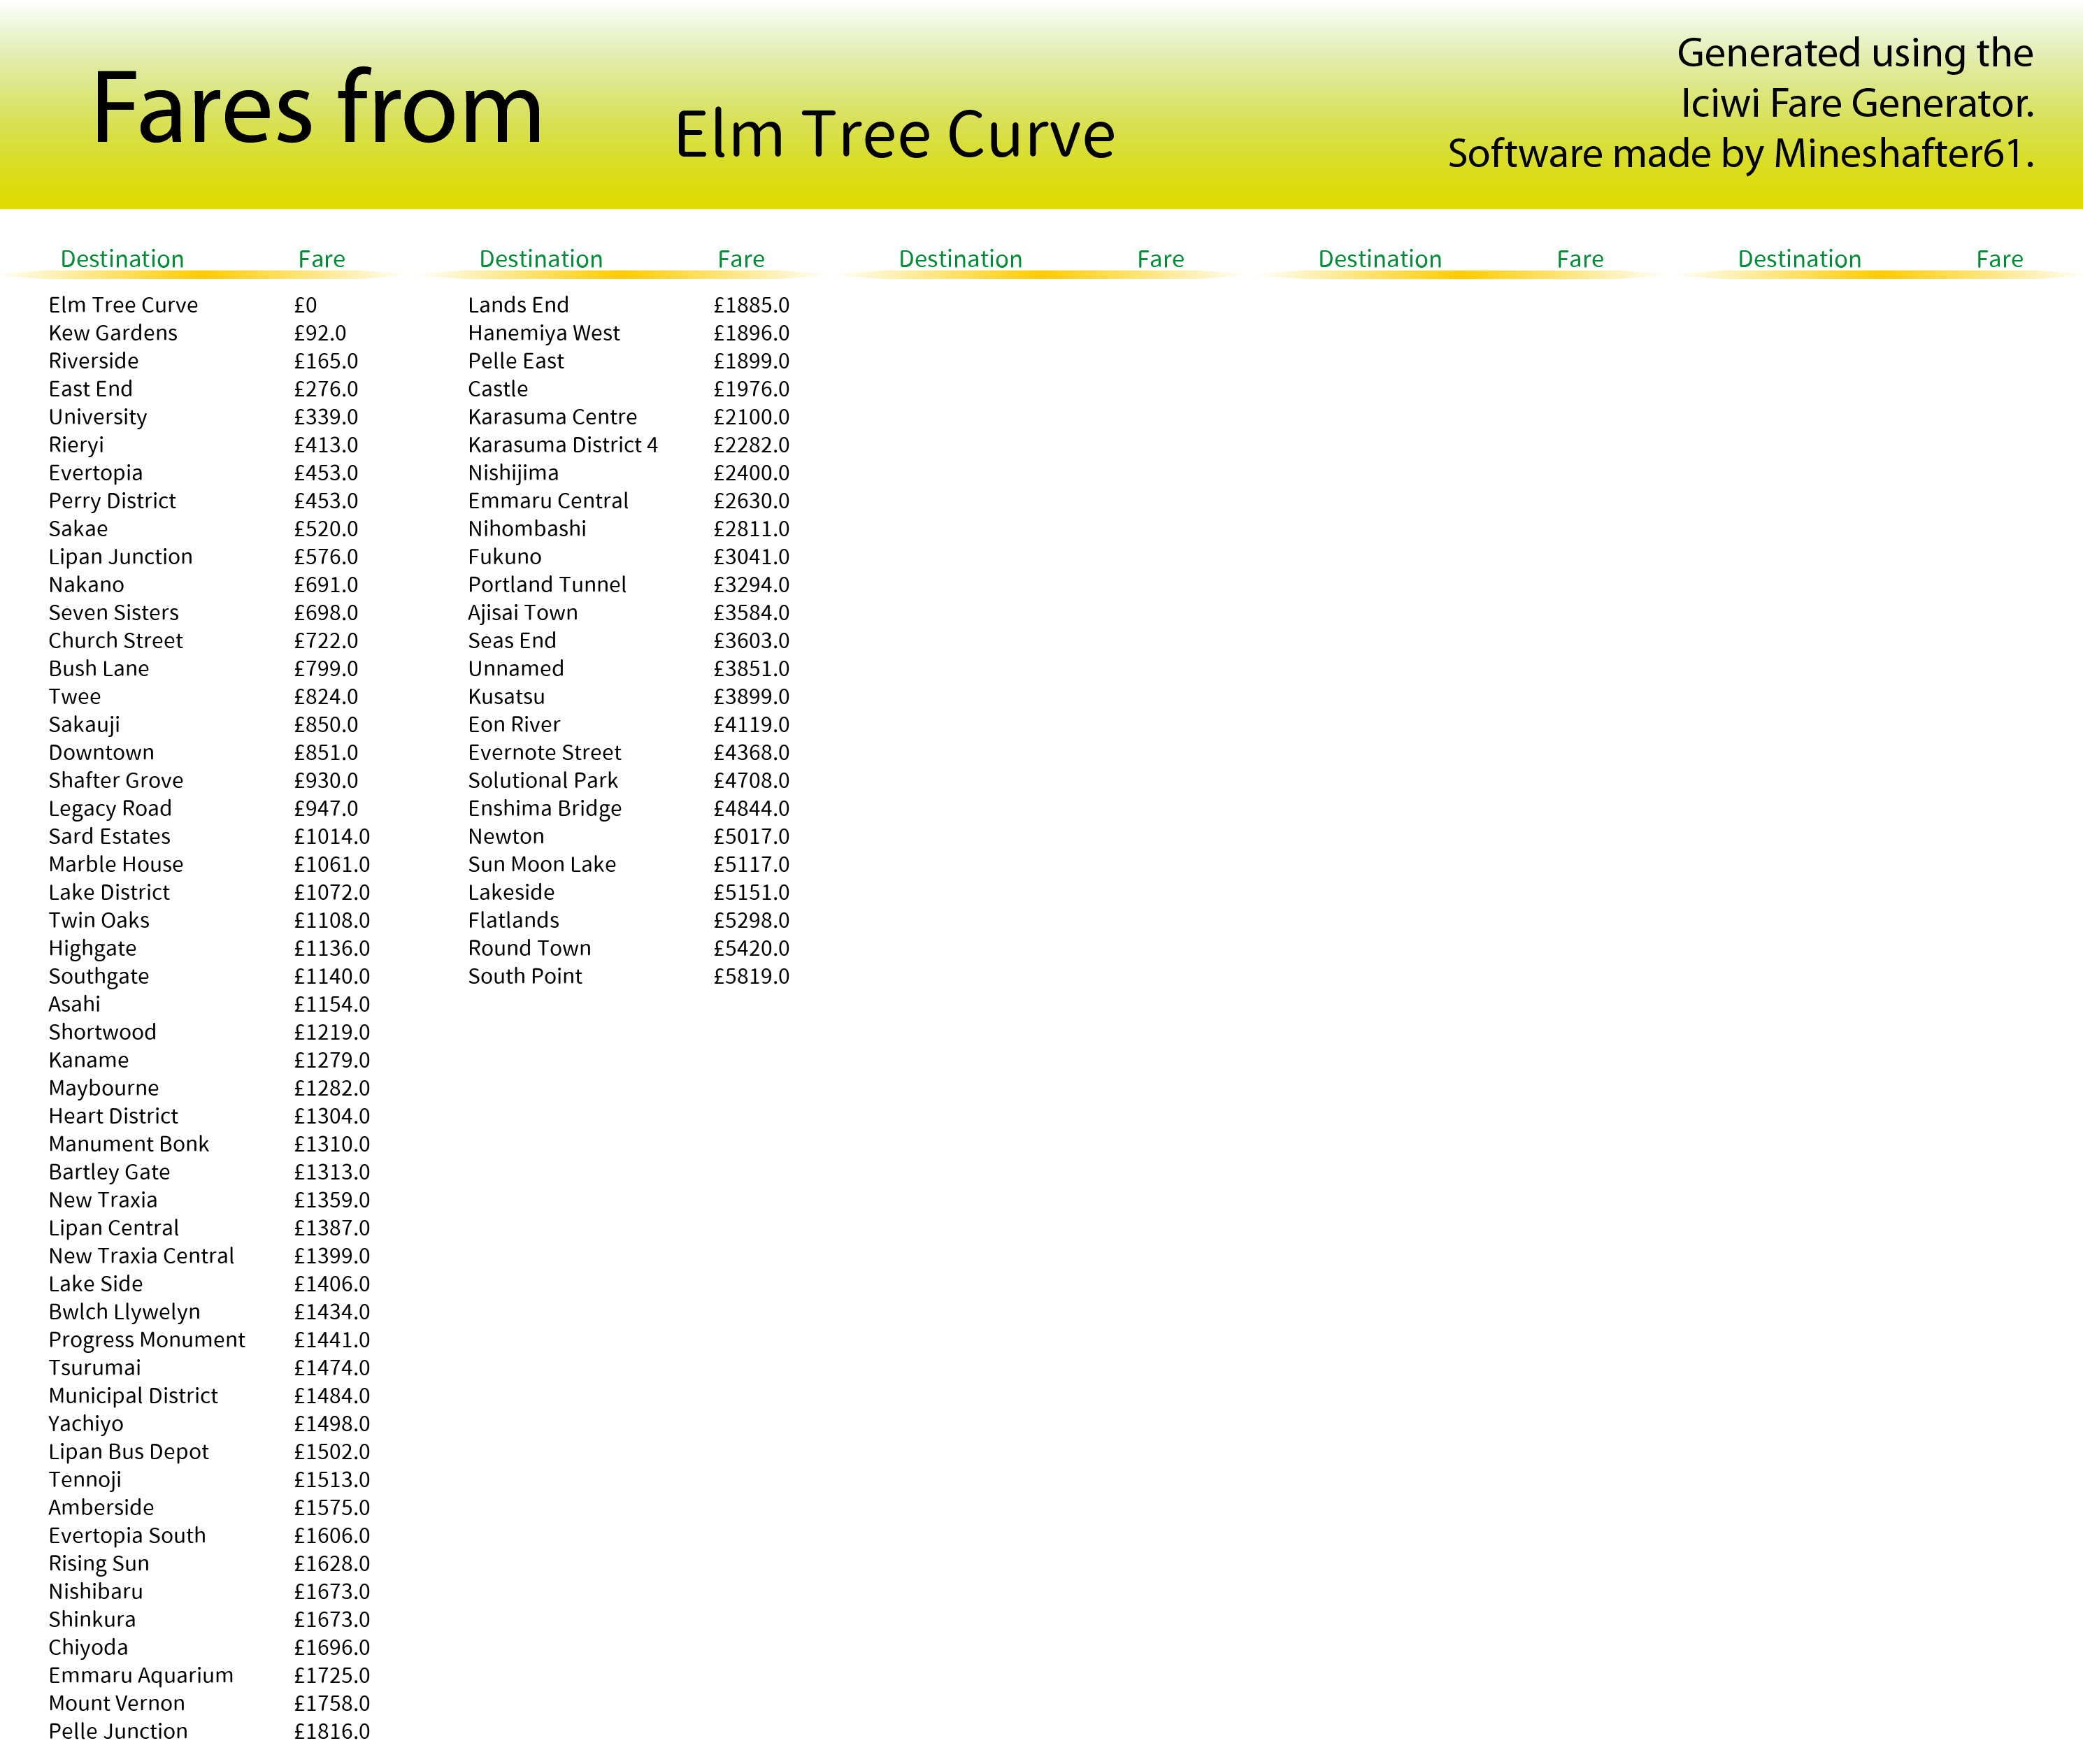 Fares from Elm Tree Curve
Generated using the
Iciwi Fare Generator.
Software made by Mineshafter61.
Destination Fare Destination Fare Destination Fare Destination Fare Destination Fare
Elm Tree Curve £0
Kew Gardens £92.0
Riverside £165.0
East End £276.0
University £339.0
Rieryi £413.0
Evertopia £453.0
Perry District £453.0
Sakae £520.0
Lipan Junction £576.0
Nakano £691.0
Seven Sisters £698.0
Church Street £722.0
Bush Lane £799.0
Twee £824.0
Sakauji £850.0
Downtown £851.0
Shafter Grove £930.0
Legacy Road £947.0
Sard Estates £1014.0
Marble House £1061.0
Lake District £1072.0
Twin Oaks £1108.0
Highgate £1136.0
Southgate £1140.0
Asahi £1154.0
Shortwood £1219.0
Kaname £1279.0
Maybourne £1282.0
Heart District £1304.0
Manument Bonk £1310.0
Bartley Gate £1313.0
New Traxia £1359.0
Lipan Central £1387.0
New Traxia Central £1399.0
Lake Side £1406.0
Bwlch Llywelyn £1434.0
Progress Monument £1441.0
Tsurumai £1474.0
Municipal District £1484.0
Yachiyo £1498.0
Lipan Bus Depot £1502.0
Tennoji £1513.0
Amberside £1575.0
Evertopia South £1606.0
Rising Sun £1628.0
Nishibaru £1673.0
Shinkura £1673.0
Chiyoda £1696.0
Emmaru Aquarium £1725.0
Mount Vernon £1758.0
Pelle Junction £1816.0
Lands End £1885.0
Hanemiya West £1896.0
Pelle East £1899.0
Castle £1976.0
Karasuma Centre £2100.0
Karasuma District 4 £2282.0
Nishijima £2400.0
Emmaru Central £2630.0
Nihombashi £2811.0
Fukuno £3041.0
Portland Tunnel £3294.0
Ajisai Town £3584.0
Seas End £3603.0
Unnamed £3851.0
Kusatsu £3899.0
Eon River £4119.0
Evernote Street £4368.0
Solutional Park £4708.0
Enshima Bridge £4844.0
Newton £5017.0
Sun Moon Lake £5117.0
Lakeside £5151.0
Flatlands £5298.0
Round Town £5420.0
South Point £5819.0